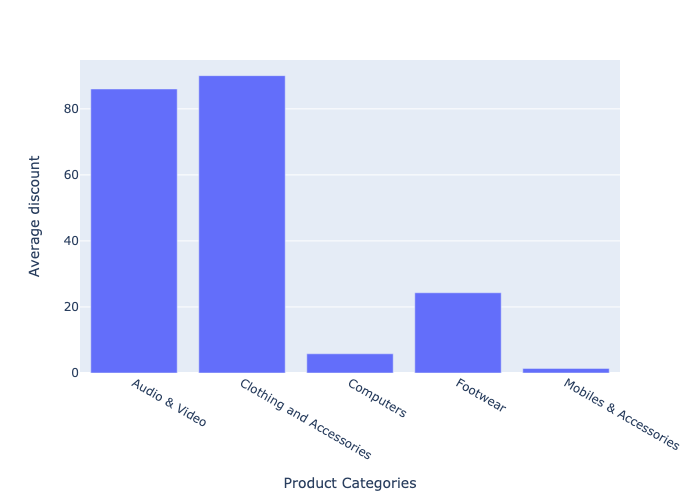 Average discount
80
60
40
20
0
Audio & Video
Clothing and Accessories
Computers
Footwear
Mobiles & Accessories
Product Categories